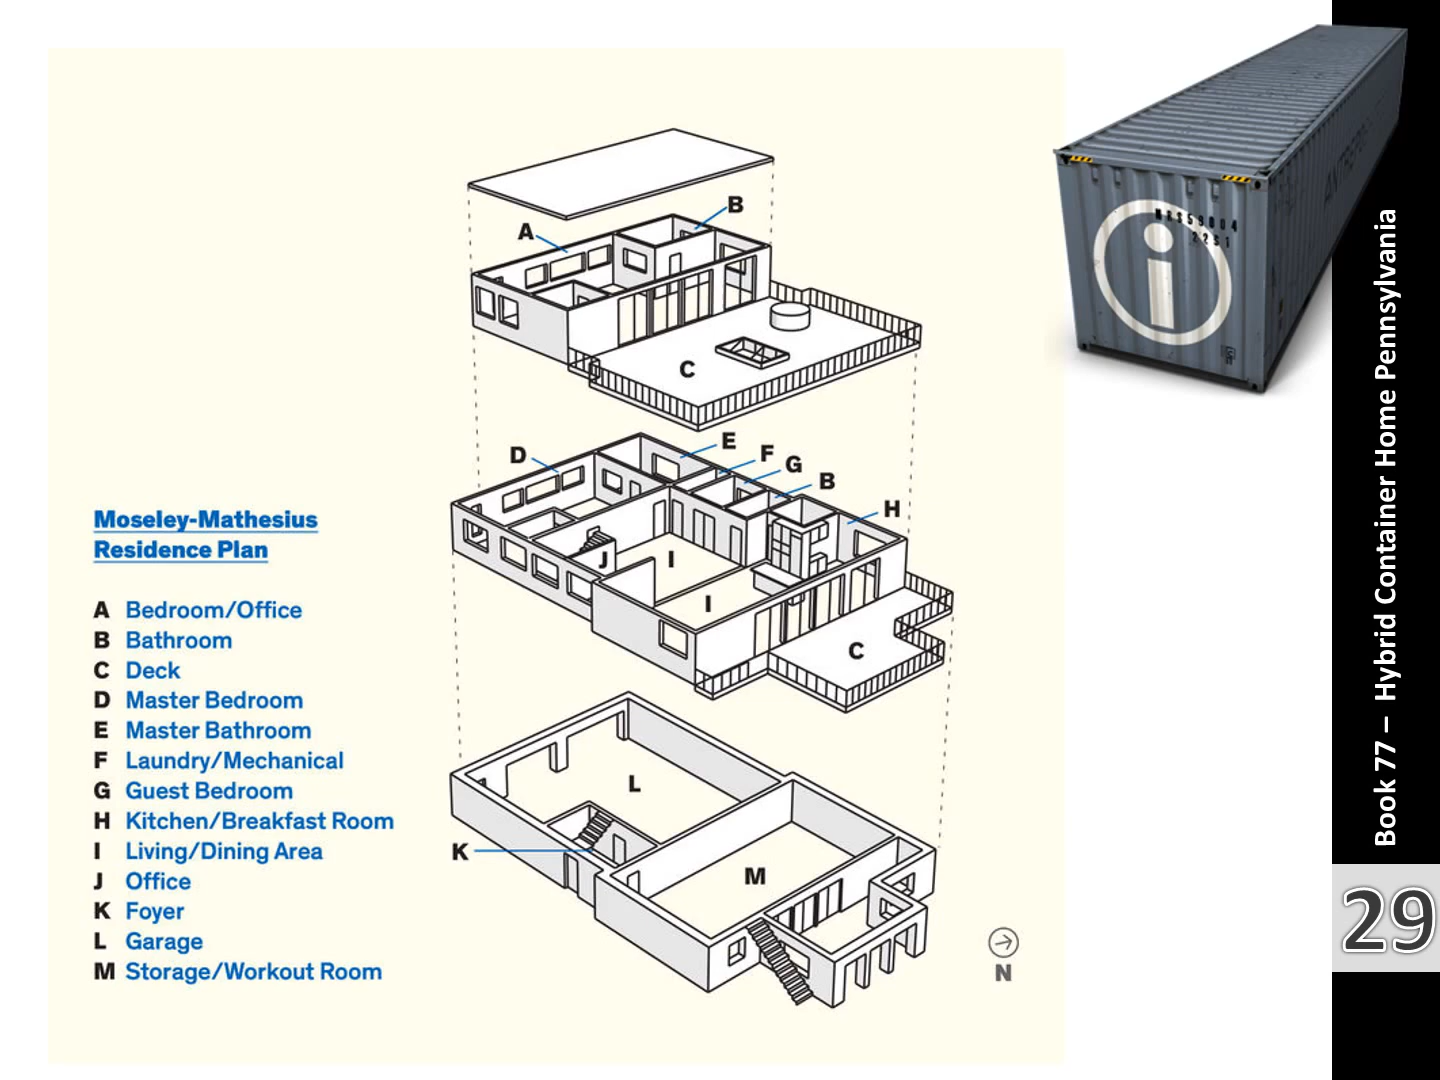 B
A
C
E
D
F
G
B
H
J
I
I
C
Moseley-Mathesius
Residence Plan
A Bedroom/Office
B Bathroom
C Deck
D Master Bedroom
E Master Bathroom
F Laundry/Mechanical
G Guest Bedroom
H Kitchen/Breakfast Room
I Living/Dining Area
J Office
K Foyer
L Garage
M Storage/Workout Room
L
K
M
N
i
22S1
Book 77 – Hybrid Container Home Pennsylvania
29